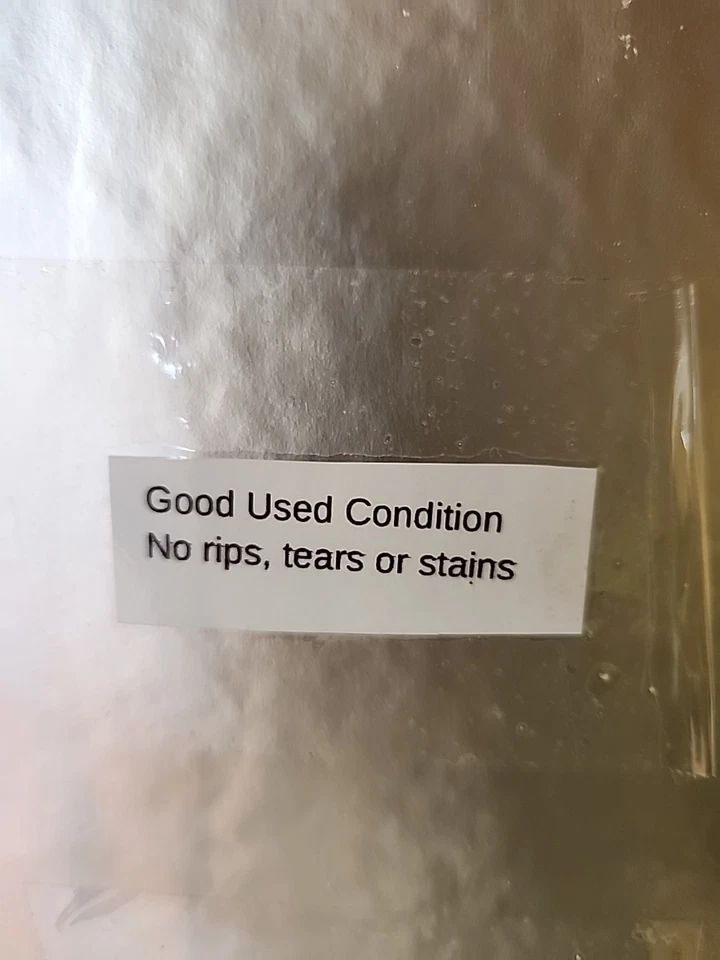 Good Used Condition
No rips, tears or stains